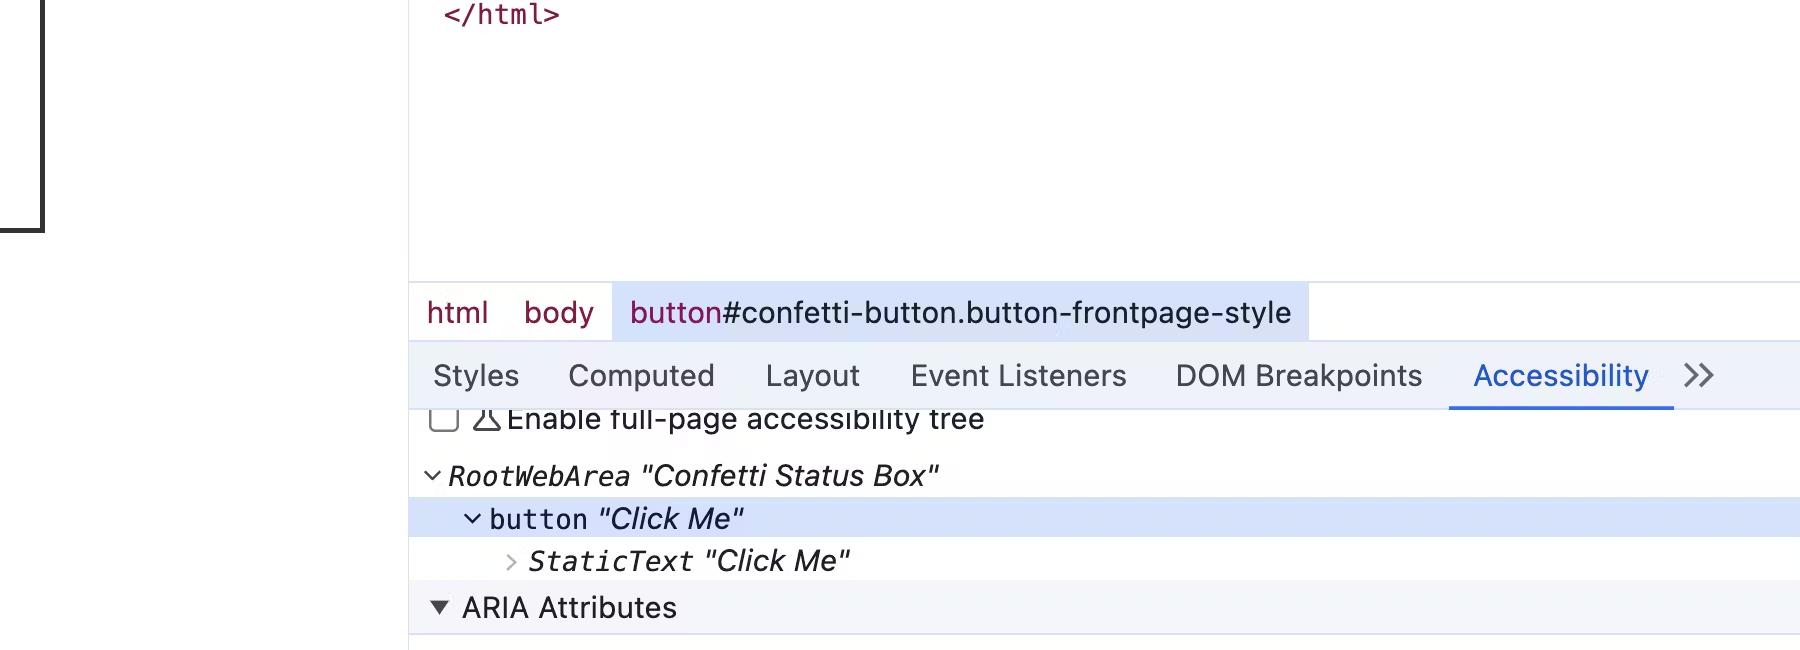 </html>
html body button#confetti-button.button-frontpage-style
Styles Computed Layout Event Listeners DOM Breakpoints Accessibility
Enable full-page accessibility tree
RootWebArea "Confetti Status Box"
button "Click Me"
StaticText "Click Me"
ARIA Attributes